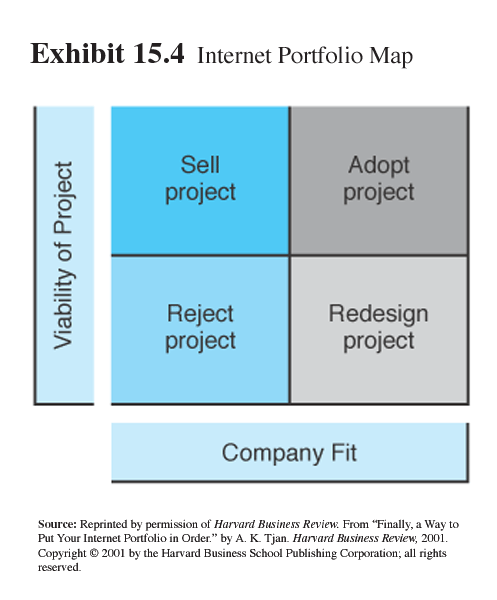 Exhibit 15.4 Internet Portfolio Map
Viability of Project
Sell
project
Adopt
project
Reject
project
Redesign
project
Company Fit
Source: Reprinted by permission of Harvard Business Review. From “Finally, a Way to
Put Your Internet Portfolio in Order.” by A. K. Tjan. Harvard Business Review, 2001.
Copyright © 2001 by the Harvard Business School Publishing Corporation; all rights
reserved.